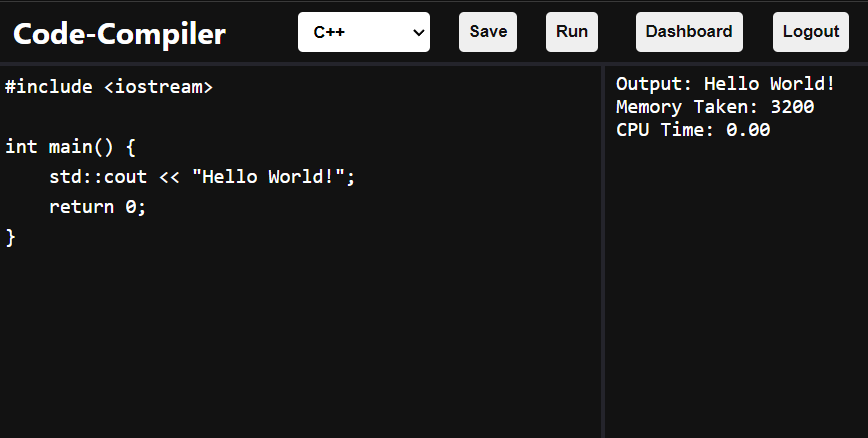 Code-Compiler
C++
Save
Run
Dashboard
Logout
#include <iostream>
int main() {
    std::cout << "Hello World!";
    return 0;
}
Output: Hello World!
Memory Taken: 3200
CPU Time: 0.00